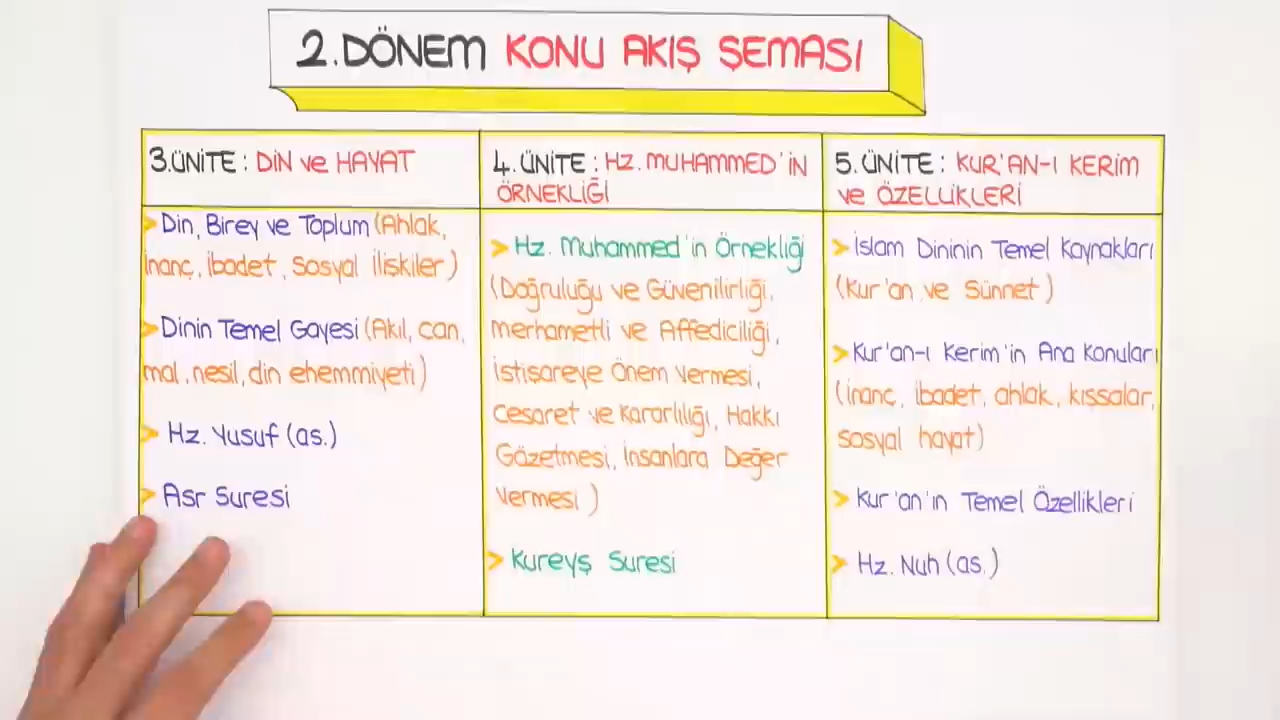 2.DÖNEM KONU AKIŞ ŞEMASI
3.ÜNİTE: DİN ve HAYAT
> Din, Birey ve Toplum (Ahlak,
inanç, ibadet, sosyal ilişkiler)
> Dinin Temel Gayesi (Akıl, can,
mal, nesil, din ehemmiyeti)
> Hz. Yusuf (as.)
> Asr Suresi
4.ÜNİTE: HZ. MUHAMMED'İN
ÖRNEKLİĞİ
> Hz. Muhammed'in Örnekliği
(Doğruluğu ve Güvenilirliği,
merhametli ve Affediciliği,
istişareye Önem Vermesi,
Cesaret ve Kararlılığı, Hakkı
Gözetmesi, İnsanlara Değer
Vermesi)
> Kureyş Suresi
5.ÜNİTE: KUR'AN-I KERİM
ve ÖZELLİKLERİ
> İslam Dininin Temel Kaynakları
(Kur'an ve Sünnet)
> Kur'an-ı Kerim'in Ana Konuları
(inanç, ibadet, ahlak, kıssalar,
sosyal hayat)
> Kur'an'ın Temel Özellikleri
> Hz. Nuh (as.)